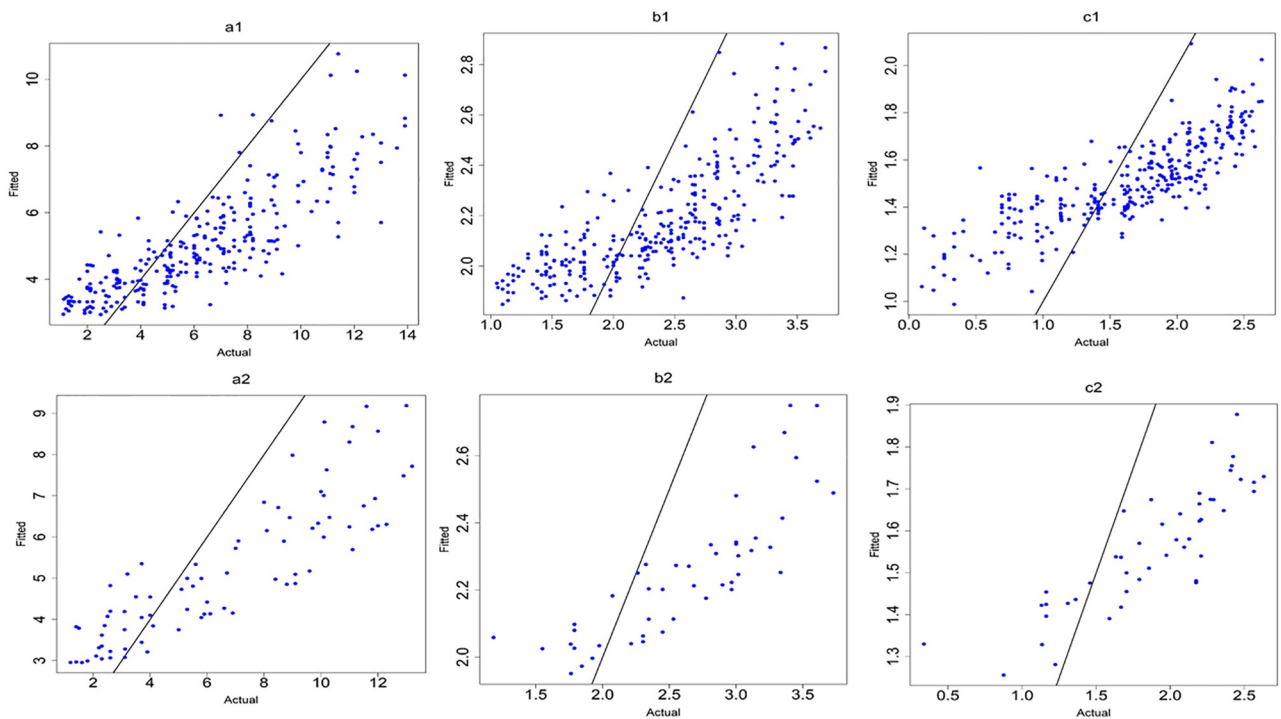 a1
10
8
6
4
Fitted
2 4 6 8 10 12 14
Actual
b1
2.8
2.6
2.4
2.2
2.0
Fitted
1.0 1.5 2.0 2.5 3.0 3.5
Actual
c1
2.0
1.8
1.6
1.4
1.2
1.0
Fitted
0.0 0.5 1.0 1.5 2.0 2.5
Actual
a2
9
8
7
6
5
4
3
Fitted
2 4 6 8 10 12
Actual
b2
2.6
2.4
2.2
2.0
Fitted
1.5 2.0 2.5 3.0 3.5
Actual
c2
1.9
1.8
1.7
1.6
1.5
1.4
1.3
Fitted
0.5 1.0 1.5 2.0 2.5
Actual